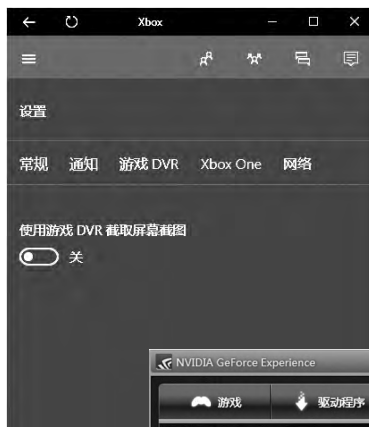 Xbox
设置
常规 通知 游戏 DVR Xbox One 网络
使用游戏 DVR 截取屏幕截图
关
NVIDIA GeForce Experience
游戏 驱动程序